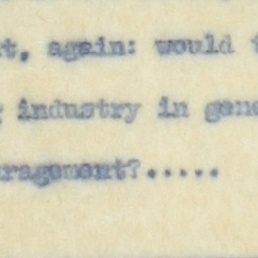 t, again: would t
industry in gene
ragement?.....